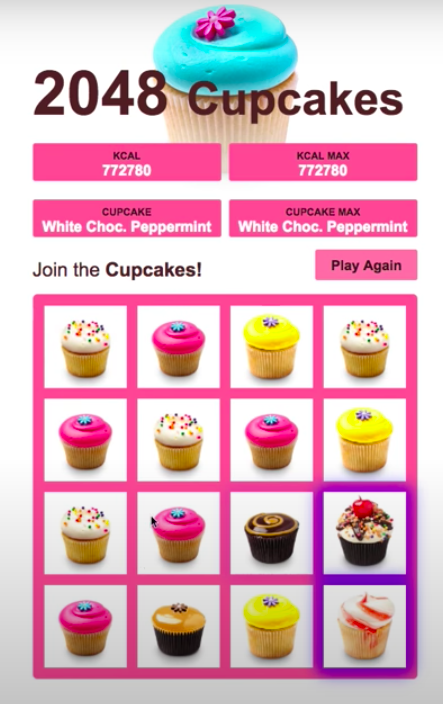 2048 Cupcakes
KCAL
772780
KCAL MAX
772780
CUPCAKE
White Choc. Peppermint
CUPCAKE MAX
White Choc. Peppermint
Join the Cupcakes!
Play Again